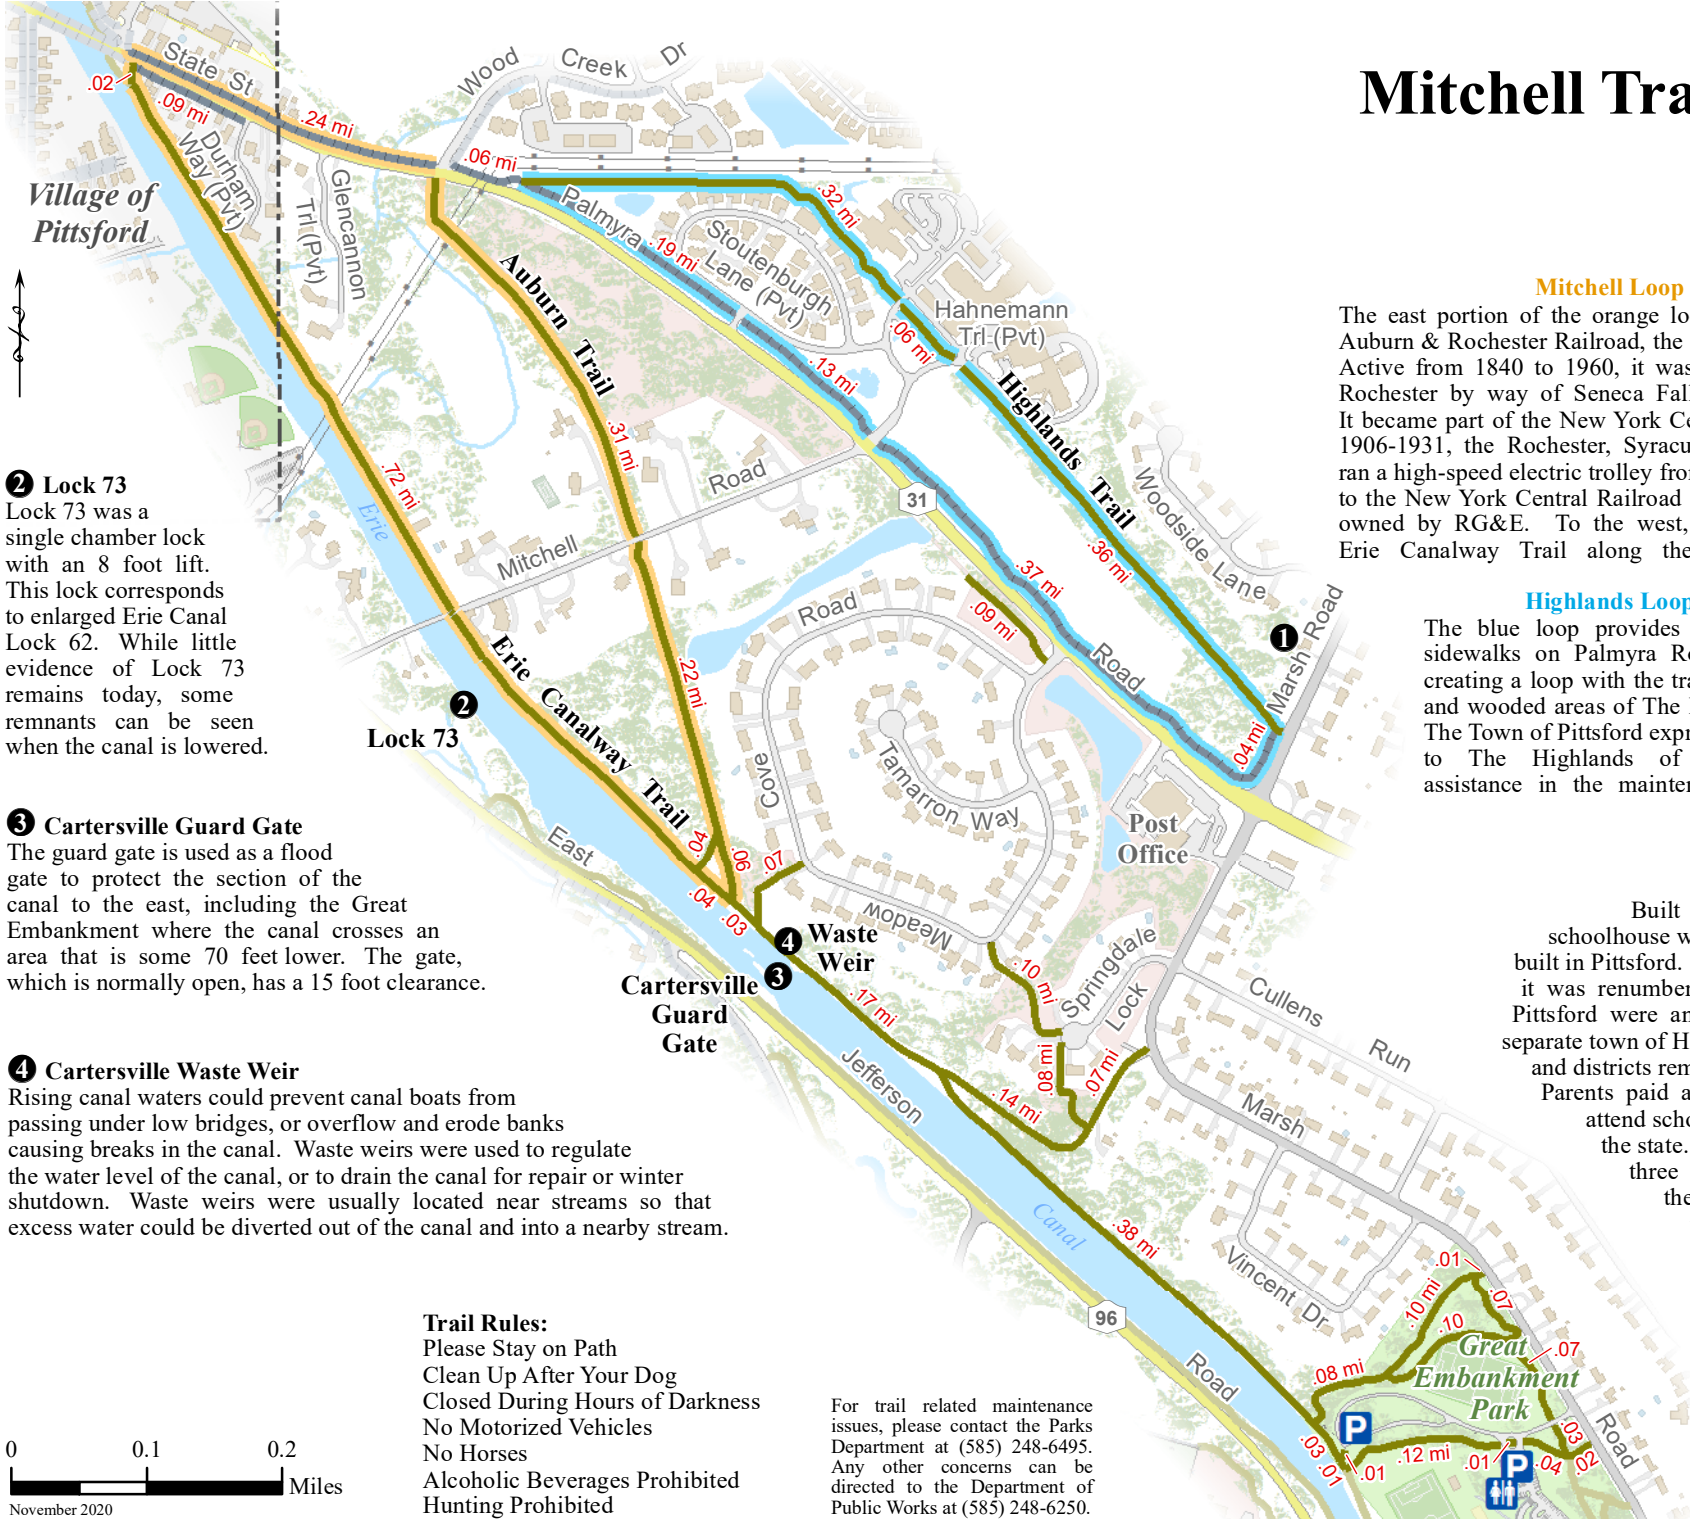 Mitchell Tra
State St
.02
.09 mi
.24 mi
Durham
Way (Pvt)
Glencannon
Trl (Pvt)
Wood Creek Dr
.06 mi
Village of
Pittsford
Palmyra
.19 mi
.32 mi
Stoutenburgh
Lane (Pvt)
Hahnemann
Trl (Pvt)
.06 mi
.13 mi
Auburn Trail
.31 mi
Highlands Trail
Woodside Lane
.36 mi
Mitchell Road
31
.37 mi
.09 mi
.72 mi
Erie
Road
Marsh Road
1
.04 mi
Road
Mitchell Loop
The east portion of the orange lo
Auburn & Rochester Railroad, the
Active from 1840 to 1960, it was
Rochester by way of Seneca Fall
It became part of the New York Ce
1906-1931, the Rochester, Syracu
ran a high-speed electric trolley fro
to the New York Central Railroad
owned by RG&E. To the west,
Erie Canalway Trail along the
Highlands Loop
The blue loop provides
sidewalks on Palmyra Ro
creating a loop with the tra
and wooded areas of The
The Town of Pittsford expr
to The Highlands of
assistance in the mainten
2 Lock 73
Lock 73 was a
single chamber lock
with an 8 foot lift.
This lock corresponds
to enlarged Erie Canal
Lock 62. While little
evidence of Lock 73
remains today, some
remnants can be seen
when the canal is lowered.
Erie Canalway Trail
.22 mi
2
Lock 73
Cove
Tamarron Way
Post
Office
East
.04
.06
.07
.04
.03
Meadow
4 Waste
Weir
3
Cartersville
Guard
Gate
.17 mi
.10 mi
Springdale
Lock
.08 mi
.07 mi
.14 mi
Cullens Run
Marsh
Jefferson
Canal
.38 mi
Vincent Dr
3 Cartersville Guard Gate
The guard gate is used as a flood
gate to protect the section of the
canal to the east, including the Great
Embankment where the canal crosses an
area that is some 70 feet lower. The gate,
which is normally open, has a 15 foot clearance.
4 Cartersville Waste Weir
Rising canal waters could prevent canal boats from
passing under low bridges, or overflow and erode banks
causing breaks in the canal. Waste weirs were used to regulate
the water level of the canal, or to drain the canal for repair or winter
shutdown. Waste weirs were usually located near streams so that
excess water could be diverted out of the canal and into a nearby stream.
Built
schoolhouse w
built in Pittsford.
it was renumber
Pittsford were an
separate town of H
and districts rem
Parents paid a
attend scho
the state.
three
the
96
Road
.01
.10 mi
.07
.10
.07
.08 mi
Great
Embankment
Park
P
.03
.01
.01
.12 mi
.01
P
.04
.03
.02
Road
Trail Rules:
Please Stay on Path
Clean Up After Your Dog
Closed During Hours of Darkness
No Motorized Vehicles
No Horses
Alcoholic Beverages Prohibited
Hunting Prohibited
For trail related maintenance
issues, please contact the Parks
Department at (585) 248-6495.
Any other concerns can be
directed to the Department of
Public Works at (585) 248-6250.
0 0.1 0.2
Miles
November 2020